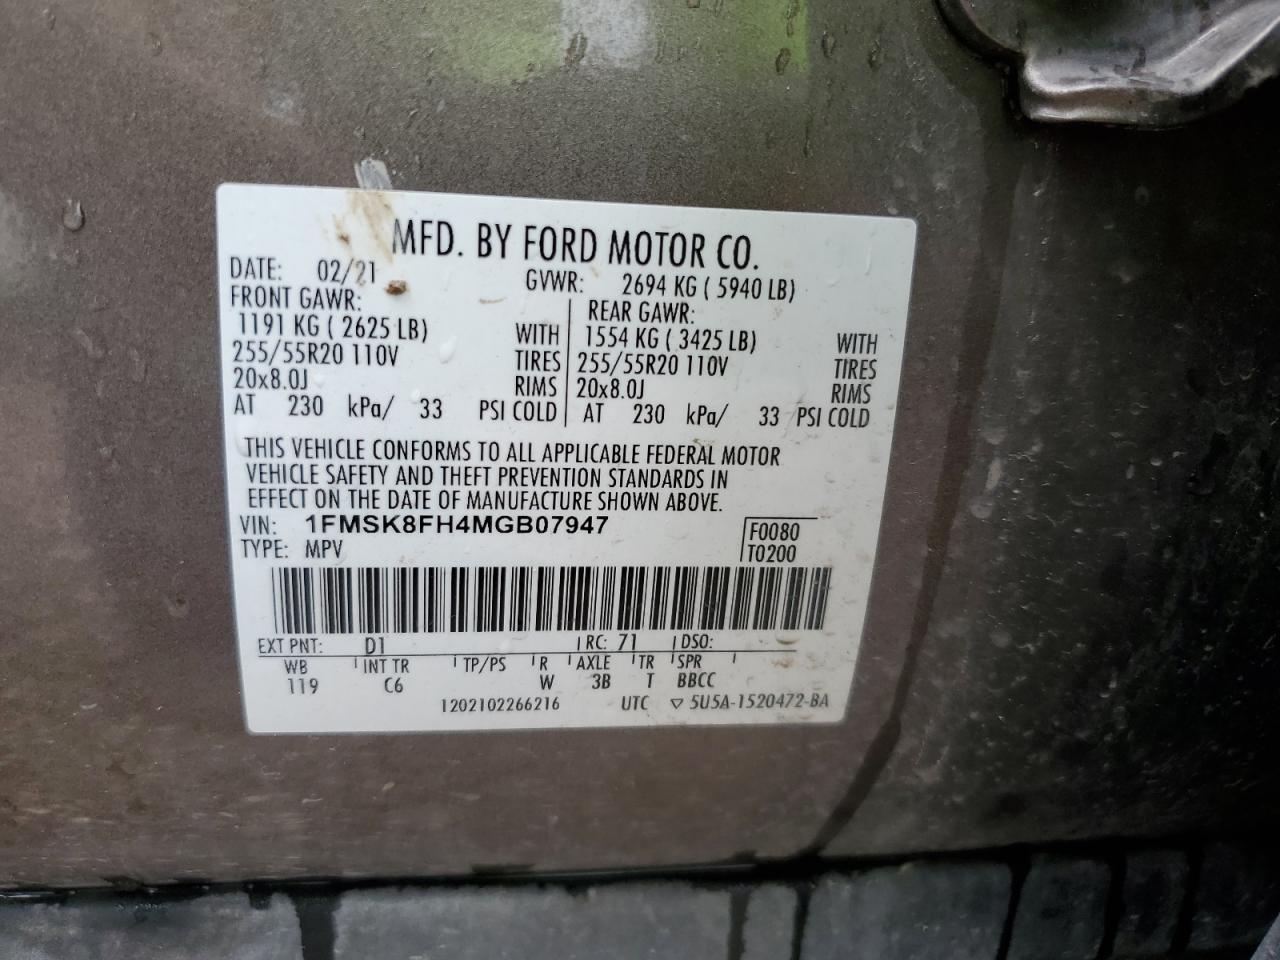 MFD. BY FORD MOTOR CO.
DATE: 02/21 GVWR: 2694 KG ( 5940 LB)
FRONT GAWR: REAR GAWR:
1191 KG ( 2625 LB) WITH 1554 KG ( 3425 LB) WITH
255/55R20 110V TIRES 255/55R20 110V TIRES
20x8.0J RIMS 20x8.0J RIMS
AT 230 kPa/ 33 PSI COLD AT 230 kPa/ 33 PSI COLD
THIS VEHICLE CONFORMS TO ALL APPLICABLE FEDERAL MOTOR
VEHICLE SAFETY AND THEFT PREVENTION STANDARDS IN
EFFECT ON THE DATE OF MANUFACTURE SHOWN ABOVE.
VIN: 1FMSK8FH4MGB07947 F0080
TYPE: MPV T0200
EXT PNT: D1 RC: 71 DSO:
WB INT TR TP/PS R AXLE TR SPR
119 C6 W 3B T BBCC
1202102266216 UTC ▽ 5U5A-1520472-BA